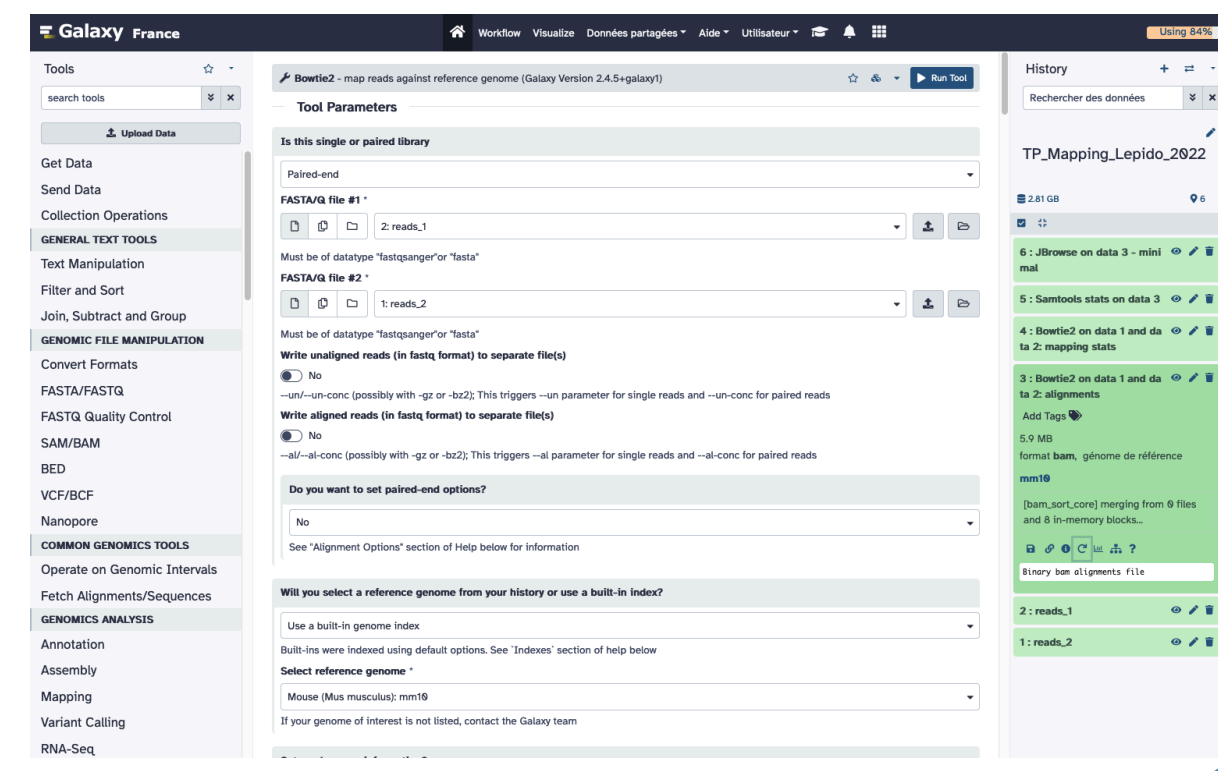 Galaxy France
Workflow Visualize Données partagées Aide Utilisateur
Using 84%
Tools
search tools
Upload Data
Get Data
Send Data
Collection Operations
GENERAL TEXT TOOLS
Text Manipulation
Filter and Sort
Join, Subtract and Group
GENOMIC FILE MANIPULATION
Convert Formats
FASTA/FASTQ
FASTQ Quality Control
SAM/BAM
BED
VCF/BCF
Nanopore
COMMON GENOMICS TOOLS
Operate on Genomic Intervals
Fetch Alignments/Sequences
GENOMICS ANALYSIS
Annotation
Assembly
Mapping
Variant Calling
RNA-Seq
Bowtie2 - map reads against reference genome (Galaxy Version 2.4.5+galaxy1)
Run Tool
Tool Parameters
Is this single or paired library
Paired-end
FASTA/Q file #1 *
2: reads_1
Must be of datatype "fastqsanger"or "fasta"
FASTA/Q file #2 *
1: reads_2
Must be of datatype "fastqsanger"or "fasta"
Write unaligned reads (in fastq format) to separate file(s)
No
--un/--un-conc (possibly with -gz or -bz2); This triggers --un parameter for single reads and --un-conc for paired reads
Write aligned reads (in fastq format) to separate file(s)
No
--al/--al-conc (possibly with -gz or -bz2); This triggers --al parameter for single reads and --al-conc for paired reads
Do you want to set paired-end options?
No
See "Alignment Options" section of Help below for information
Will you select a reference genome from your history or use a built-in index?
Use a built-in genome index
Built-ins were indexed using default options. See `Indexes` section of help below
Select reference genome *
Mouse (Mus musculus): mm10
If your genome of interest is not listed, contact the Galaxy team
History
Rechercher des données
TP_Mapping_Lepido_2022
2.81 GB
6
6 : JBrowse on data 3 - mini
mal
5 : Samtools stats on data 3
4 : Bowtie2 on data 1 and da
ta 2: mapping stats
3 : Bowtie2 on data 1 and da
ta 2: alignments
Add Tags
5.9 MB
format bam, génome de référence
mm10
[bam_sort_core] merging from 0 files
and 8 in-memory blocks...
Binary bam alignments file
2 : reads_1
1 : reads_2